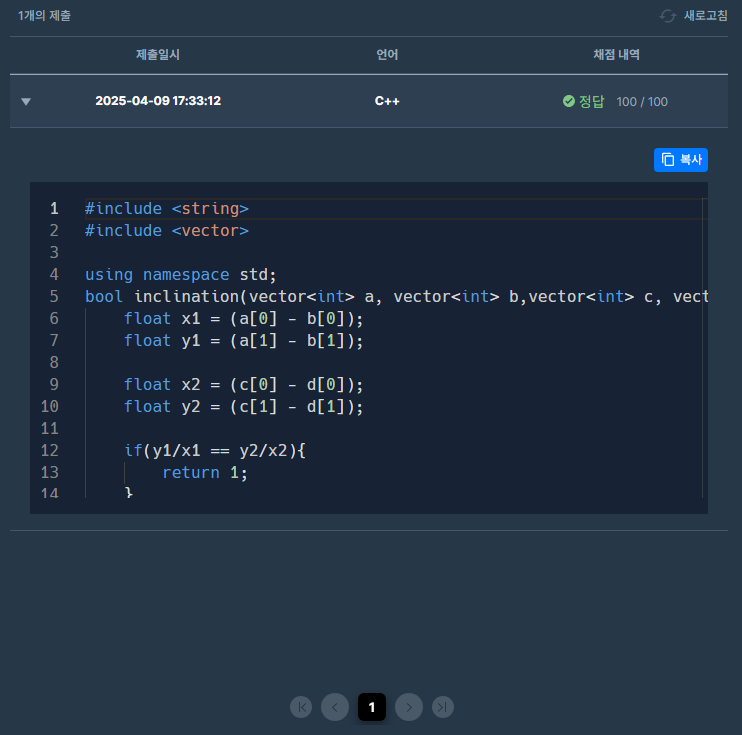 1개의 제출 새로고침
제출일시 언어 채점 내역
2025-04-09 17:33:12 C++ 정답 100 / 100
복사
1 #include <string>
2 #include <vector>
3
4 using namespace std;
5 bool inclination(vector<int> a, vector<int> b,vector<int> c, vect
6 float x1 = (a[0] - b[0]);
7 float y1 = (a[1] - b[1]);
8
9 float x2 = (c[0] - d[0]);
10 float y2 = (c[1] - d[1]);
11
12 if(y1/x1 == y2/x2){
13 return 1;
14 }
1